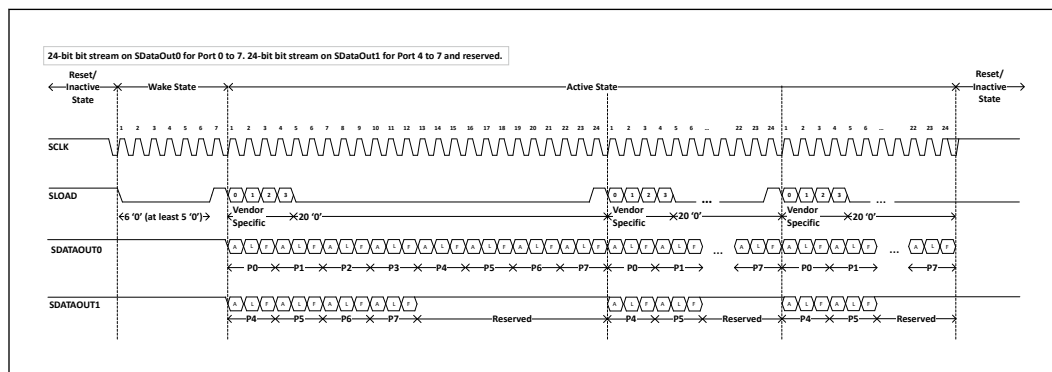 24-bit bit stream on SDataOut0 for Port 0 to 7. 24-bit bit stream on SDataOut1 for Port 4 to 7 and reserved.
Reset/ Inactive State Wake State Active State Reset/ Inactive State
1 2 3 4 5 6 7 1 2 3 4 5 6 7 8 9 10 11 12 13 14 15 16 17 18 19 20 21 22 23 24 1 2 3 4 5 6 ... 22 23 24 1 2 3 4 5 6 ... 22 23 24
SCLK
SLOAD 0 1 2 3 0 1 2 3 ... 0 1 2 3 ...
6 '0' (at least 5 '0') Vendor Specific 20 '0' Vendor Specific 20 '0' Vendor Specific 20 '0'
SDATAOUT0 A L F A L F A L F A L F A L F A L F A L F A L F A L F A L F ... A L F A L F A L F ... A L F
P0 P1 P2 P3 P4 P5 P6 P7 P0 P1 P7 P0 P1 P7
SDATAOUT1 A L F A L F A L F A L F A L F A L F A L F A L F
P4 P5 P6 P7 Reserved P4 P5 Reserved P4 P5 Reserved